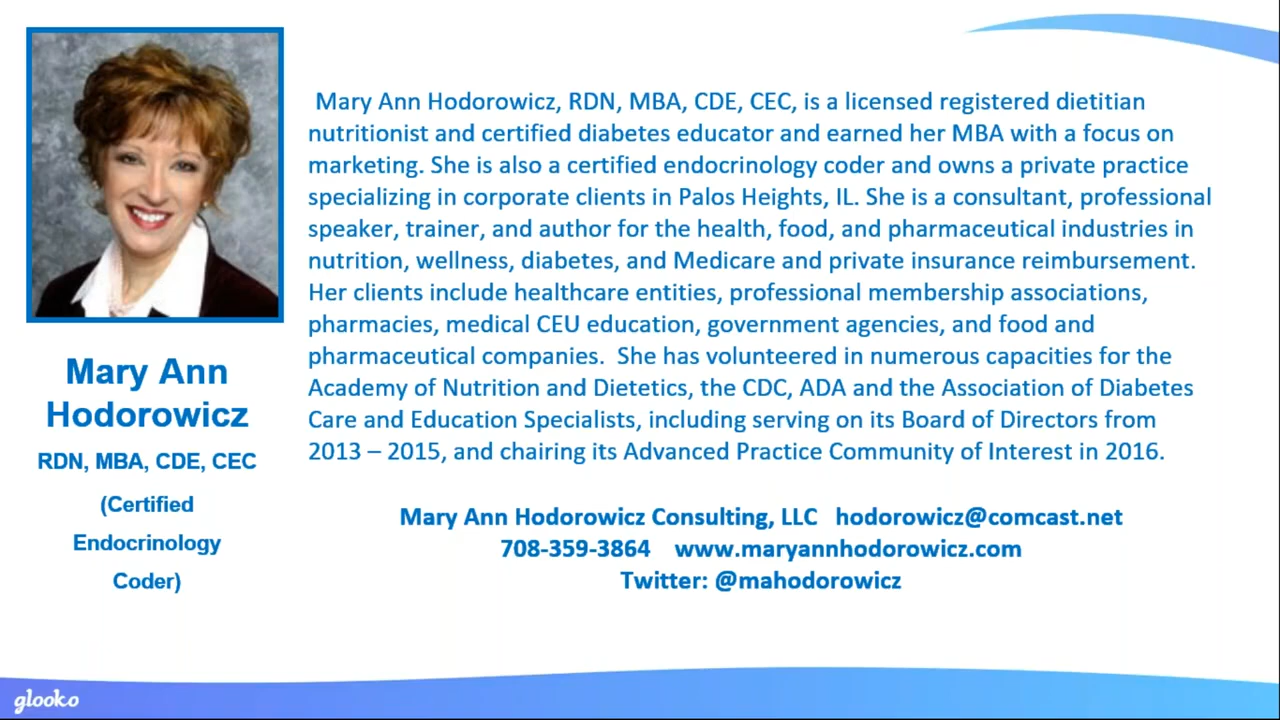 Mary Ann Hodorowicz, RDN, MBA, CDE, CEC, is a licensed registered dietitian
nutritionist and certified diabetes educator and earned her MBA with a focus on
marketing. She is also a certified endocrinology coder and owns a private practice
specializing in corporate clients in Palos Heights, IL. She is a consultant, professional
speaker, trainer, and author for the health, food, and pharmaceutical industries in
nutrition, wellness, diabetes, and Medicare and private insurance reimbursement.
Her clients include healthcare entities, professional membership associations,
pharmacies, medical CEU education, government agencies, and food and
pharmaceutical companies.  She has volunteered in numerous capacities for the
Academy of Nutrition and Dietetics, the CDC, ADA and the Association of Diabetes
Care and Education Specialists, including serving on its Board of Directors from
2013 – 2015, and chairing its Advanced Practice Community of Interest in 2016.
Mary Ann
Hodorowicz
RDN, MBA, CDE, CEC
(Certified
Endocrinology
Coder)
Mary Ann Hodorowicz Consulting, LLC   hodorowicz@comcast.net
708-359-3864    www.maryannhodorowicz.com
Twitter: @mahodorowicz
glooko